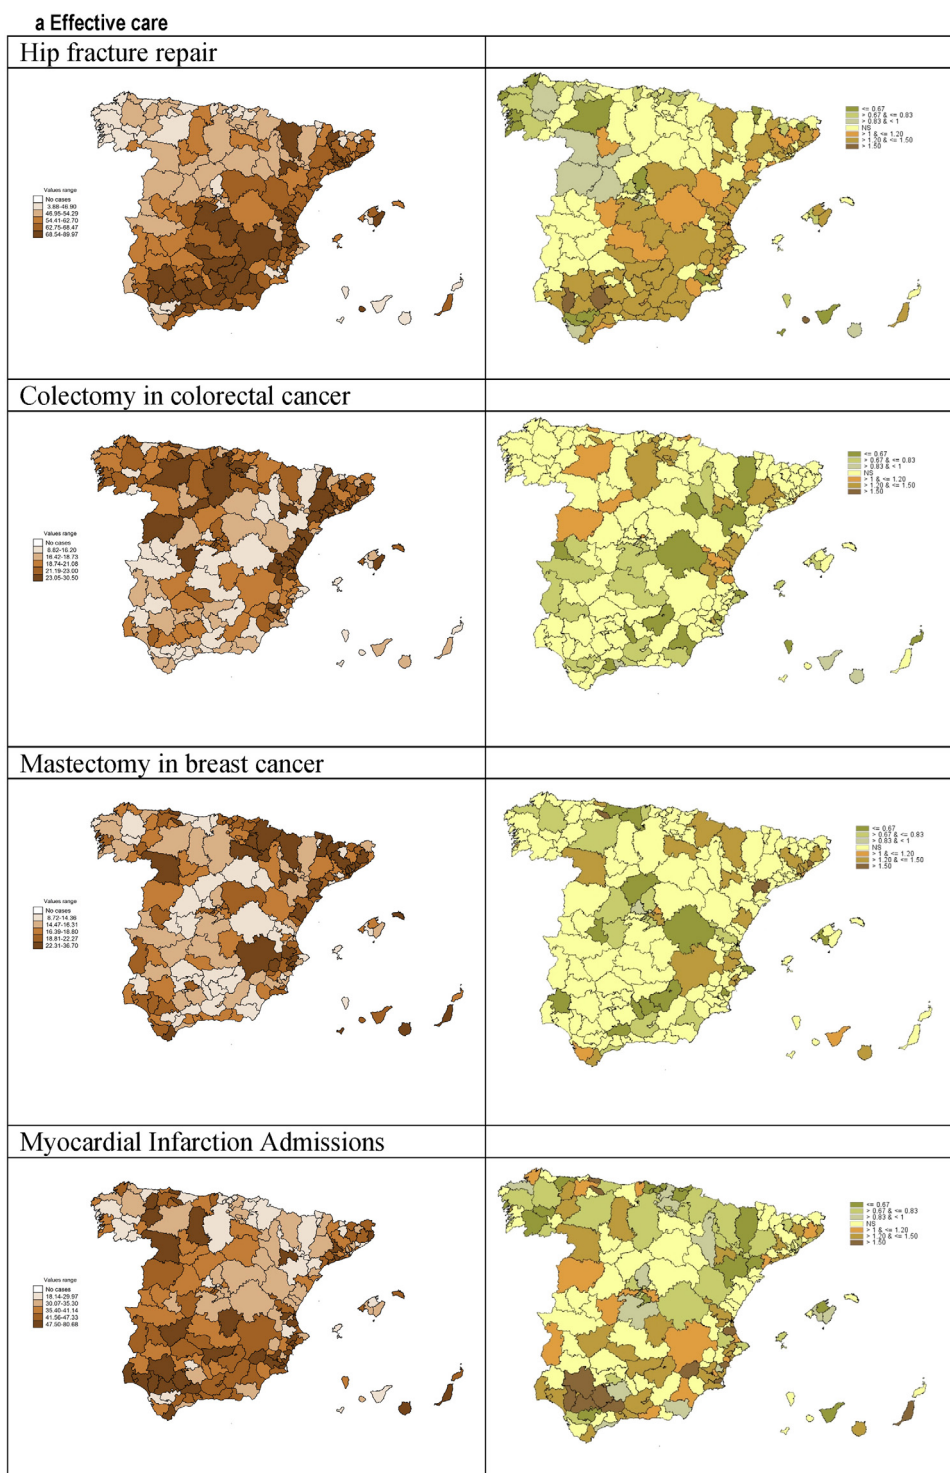 a Effective care
Hip fracture repair
Values range
No cases
3.88-46.90
46.95-54.29
54.41-62.70
62.75-68.47
68.54-89.97
<= 0.67
> 0.67 & <= 0.83
> 0.83 & < 1
NS
> 1 & <= 1.20
> 1.20 & <= 1.50
> 1.50
Colectomy in colorectal cancer
Values range
No cases
8.82-16.20
16.42-18.73
18.74-21.08
21.19-23.00
23.05-30.50
<= 0.67
> 0.67 & <= 0.83
> 0.83 & < 1
NS
> 1 & <= 1.20
> 1.20 & <= 1.50
> 1.50
Mastectomy in breast cancer
Values range
No cases
8.72-14.36
14.47-16.31
16.39-18.80
18.81-22.27
22.31-36.70
<= 0.67
> 0.67 & <= 0.83
> 0.83 & < 1
NS
> 1 & <= 1.20
> 1.20 & <= 1.50
> 1.50
Myocardial Infarction Admissions
Values range
No cases
18.14-29.97
30.07-35.30
35.40-41.14
41.56-47.33
47.50-80.68
<= 0.67
> 0.67 & <= 0.83
> 0.83 & < 1
NS
> 1 & <= 1.20
> 1.20 & <= 1.50
> 1.50